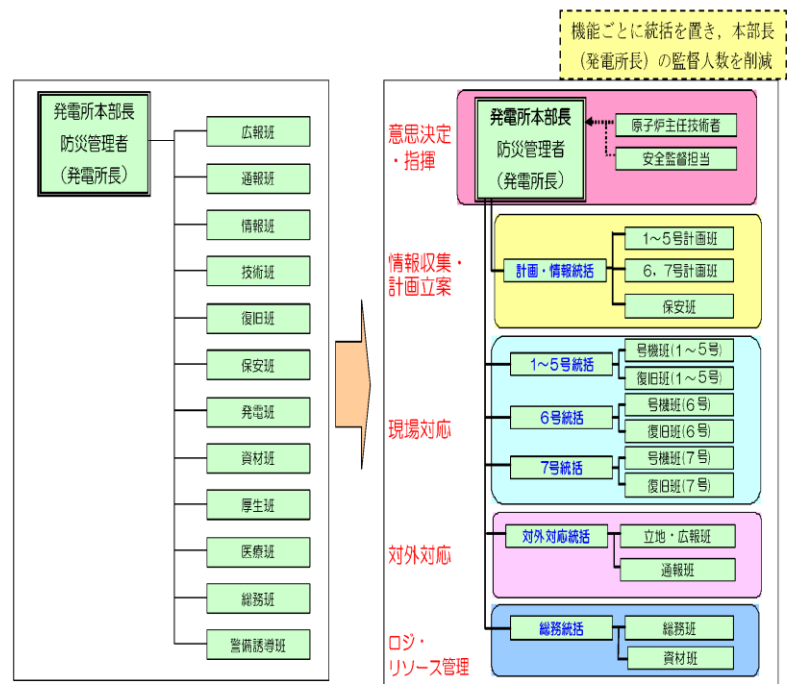 機能ごとに統括を置き，本部長
（発電所長）の監督人数を削減
発電所本部長
防災管理者
（発電所長）
広報班
通報班
情報班
技術班
復旧班
保安班
発電班
資材班
厚生班
医療班
総務班
警備誘導班
意思決定
・指揮
発電所本部長
防災管理者
（発電所長）
原子炉主任技術者
安全監督担当
情報収集・
計画立案
計画・情報統括
1～5号計画班
6，7号計画班
保安班
現場対応
1～5号統括
号機班(1～5号)
復旧班(1～5号)
6号統括
号機班(6号)
復旧班(6号)
7号統括
号機班(7号)
復旧班(7号)
対外対応
対外対応統括
立地・広報班
通報班
ロジ・
リソース管理
総務統括
総務班
資材班